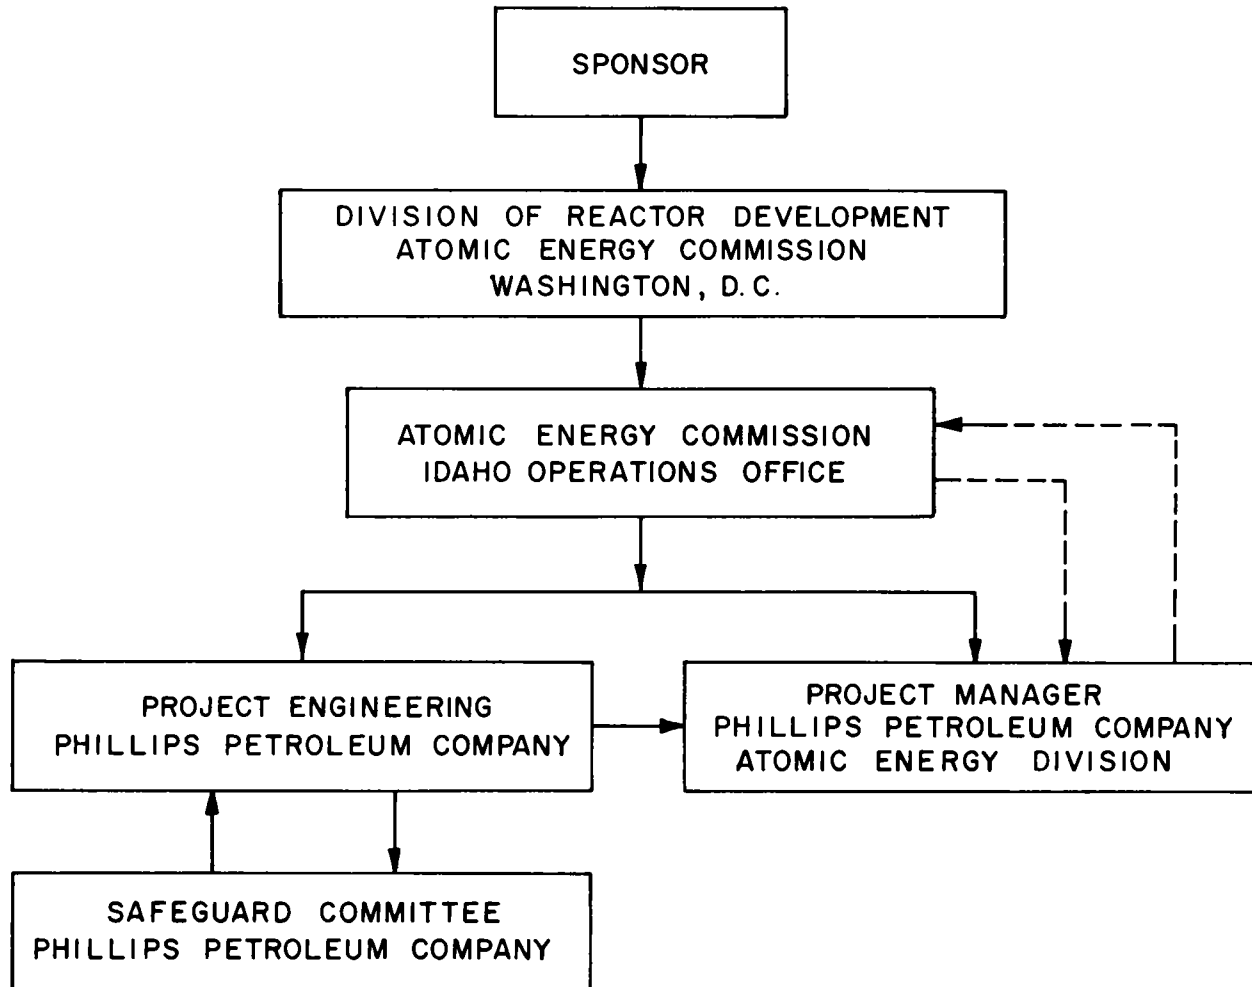 SPONSOR
DIVISION OF REACTOR DEVELOPMENT
ATOMIC ENERGY COMMISSION
WASHINGTON, D.C.
ATOMIC ENERGY COMMISSION
IDAHO OPERATIONS OFFICE
PROJECT ENGINEERING
PHILLIPS PETROLEUM COMPANY
PROJECT MANAGER
PHILLIPS PETROLEUM COMPANY
ATOMIC ENERGY DIVISION
SAFEGUARD COMMITTEE
PHILLIPS PETROLEUM COMPANY